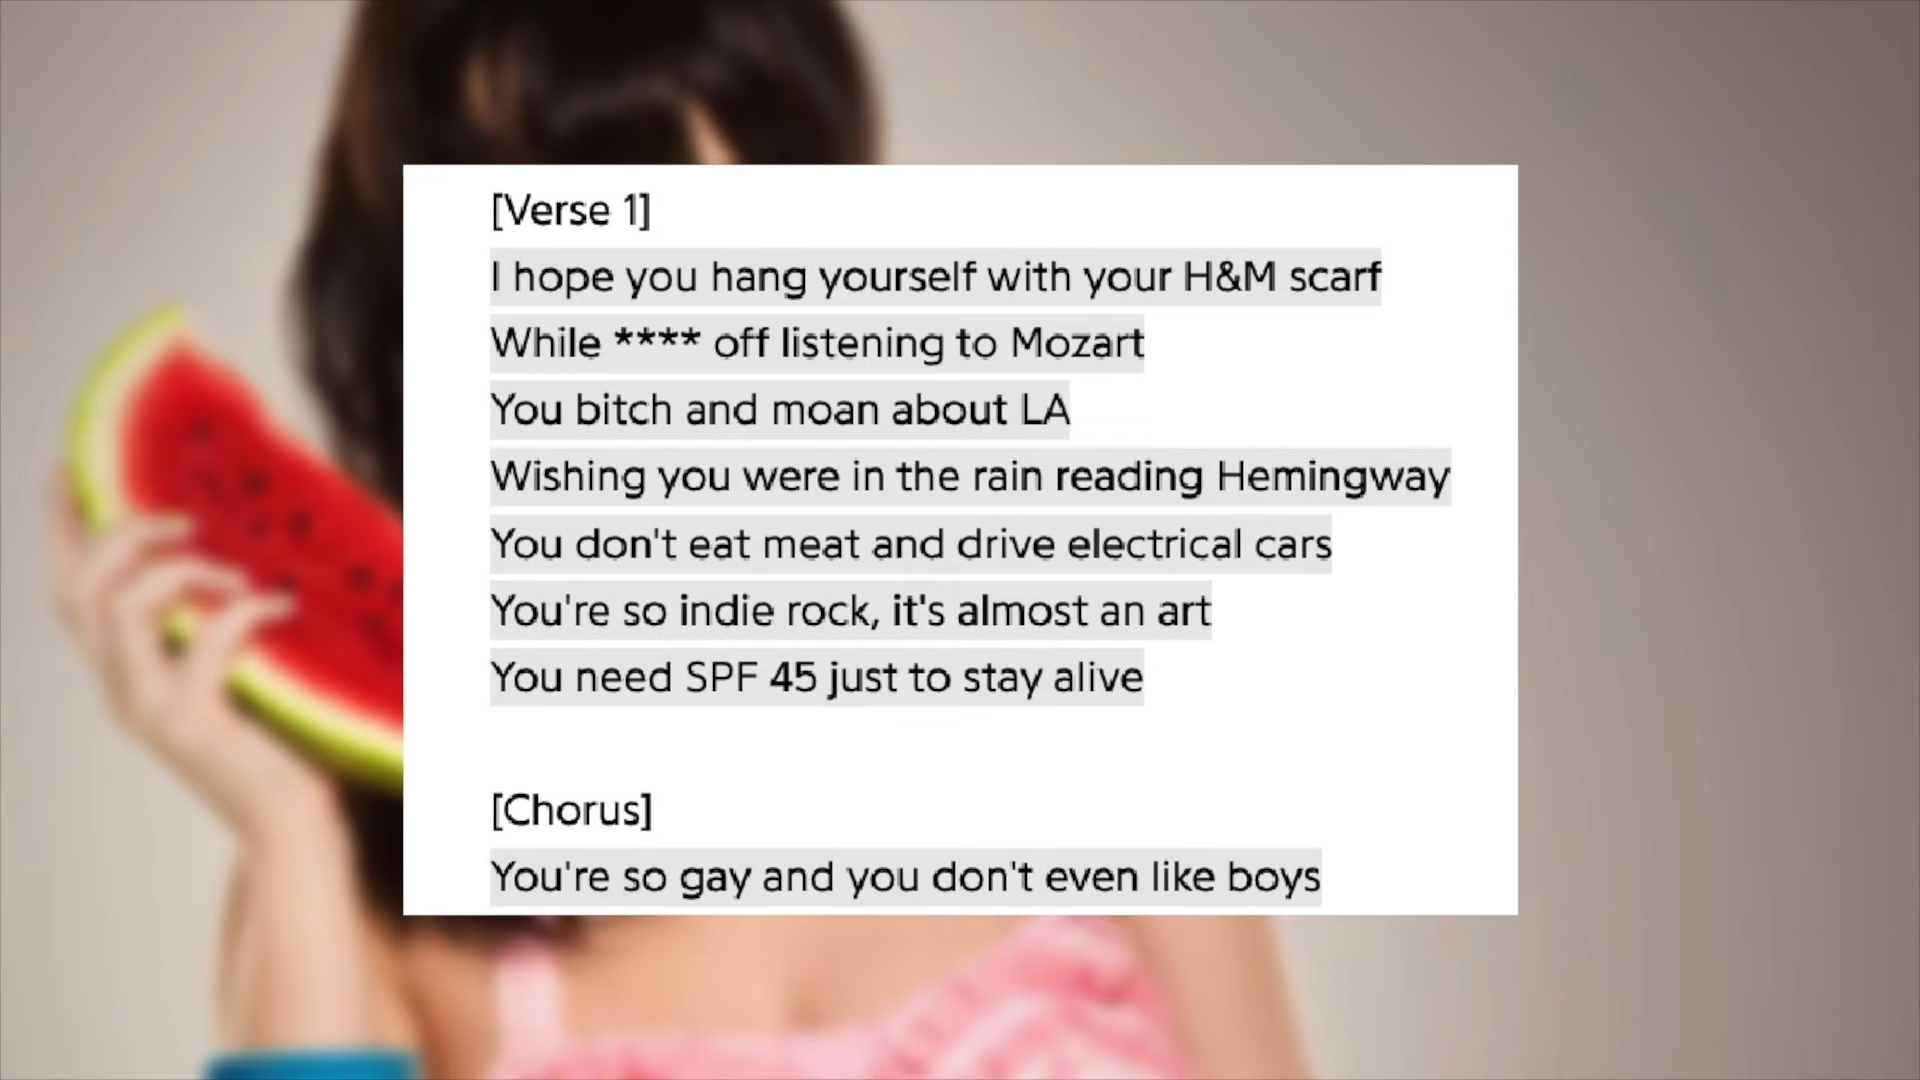 [Verse 1]
I hope you hang yourself with your H&M scarf
While **** off listening to Mozart
You bitch and moan about LA
Wishing you were in the rain reading Hemingway
You don't eat meat and drive electrical cars
You're so indie rock, it's almost an art
You need SPF 45 just to stay alive
[Chorus]
You're so gay and you don't even like boys